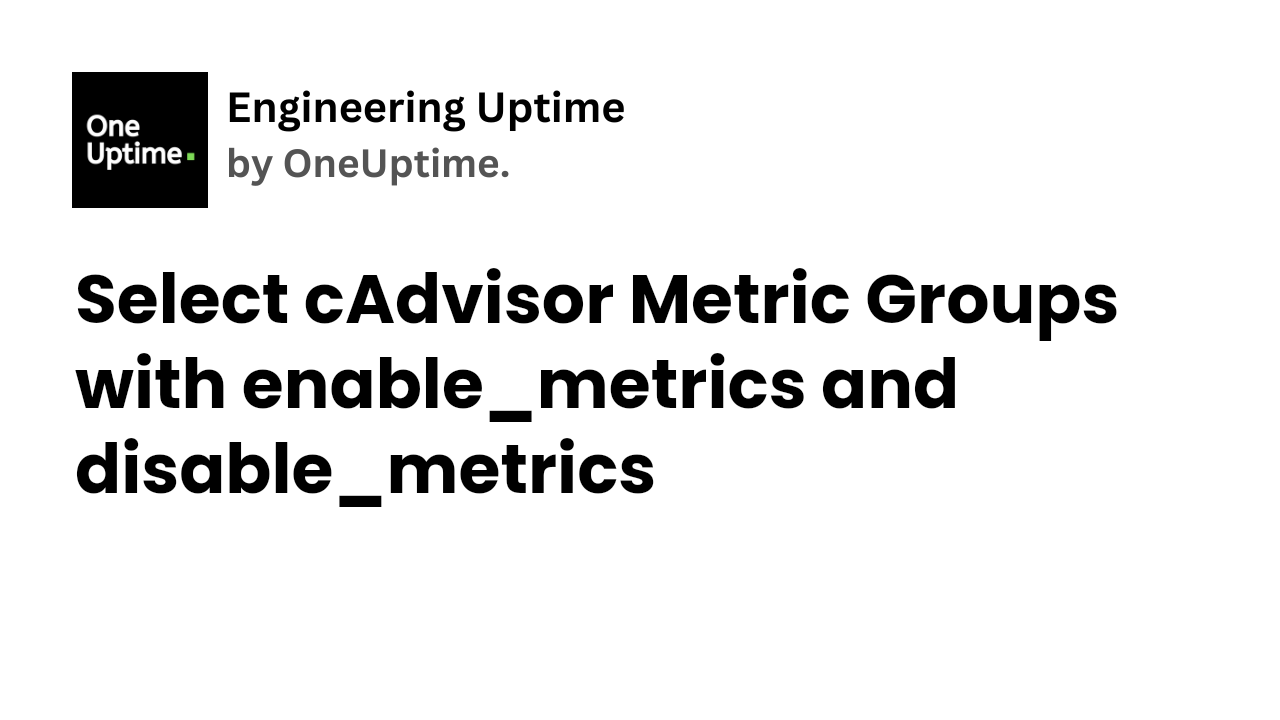 One
Uptime
Engineering Uptime
by OneUptime.
Select cAdvisor Metric Groups
with enable_metrics and
disable_metrics